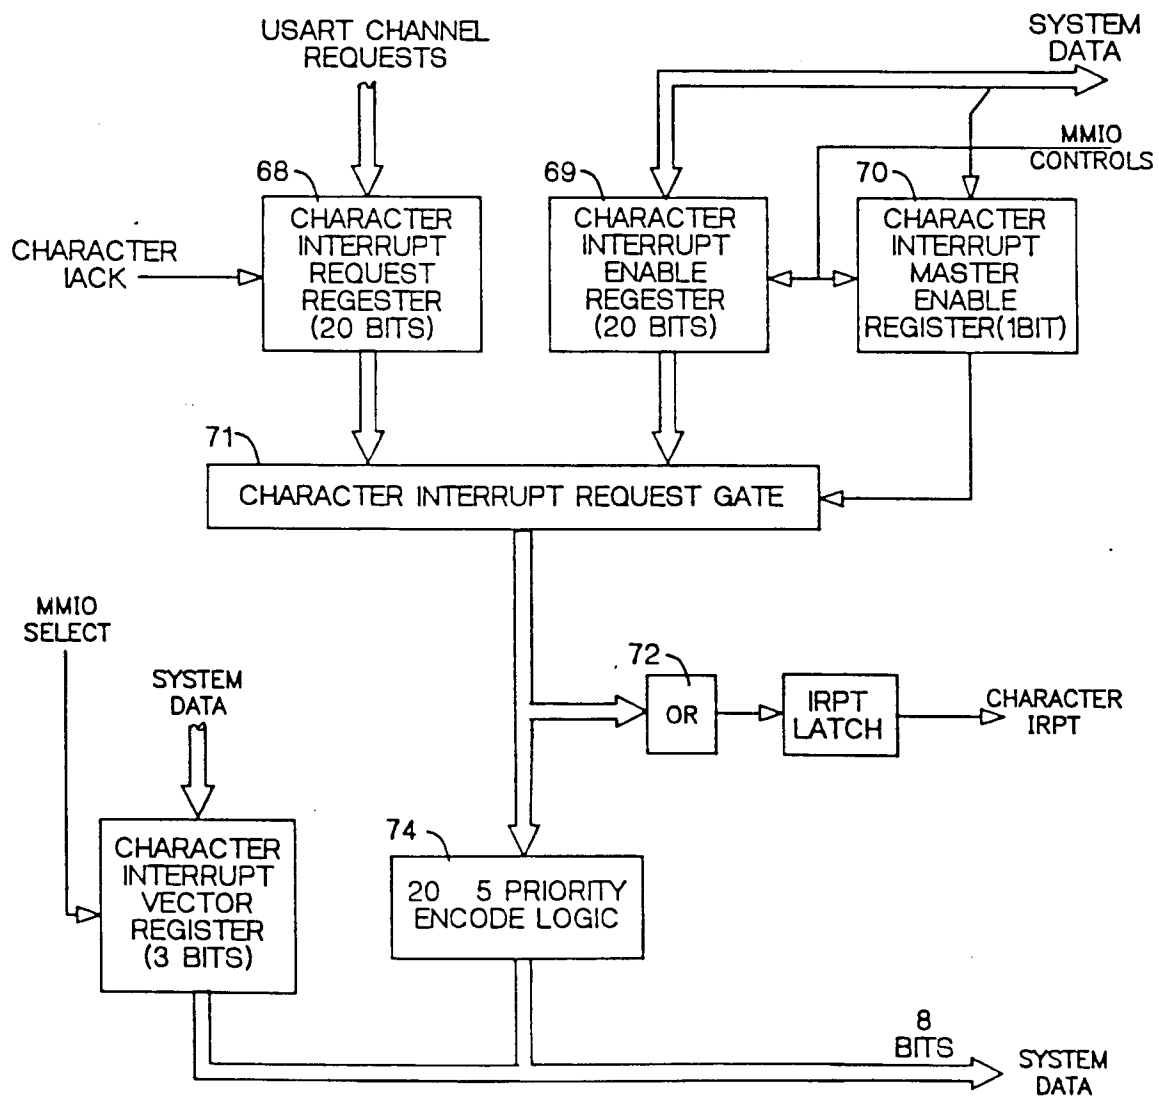 USART CHANNEL
REQUESTS
SYSTEM
DATA
MMIO
CONTROLS
68
69
70
CHARACTER
IACK
CHARACTER
INTERRUPT
REQUEST
REGESTER
(20 BITS)
CHARACTER
INTERRUPT
ENABLE
REGESTER
(20 BITS)
CHARACTER
INTERRUPT
MASTER
ENABLE
REGISTER(1BIT)
71
CHARACTER INTERRUPT REQUEST GATE
MMIO
SELECT
SYSTEM
DATA
72
OR
IRPT
LATCH
CHARACTER
IRPT
CHARACTER
INTERRUPT
VECTOR
REGISTER
(3 BITS)
74
20 5 PRIORITY
ENCODE LOGIC
8
BITS
SYSTEM
DATA